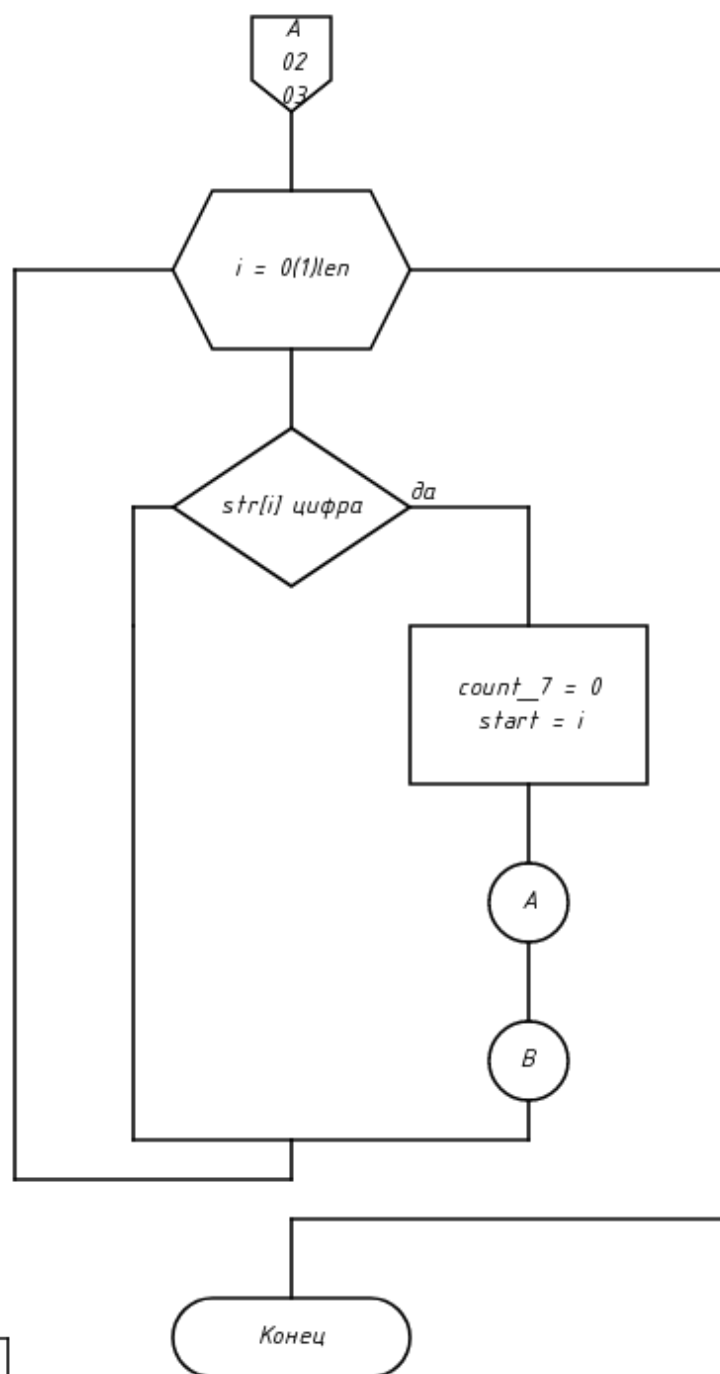 A
02
03
i = 0(1)len
str[i] цифра
да
count_7 = 0
start = i
A
B
Конец